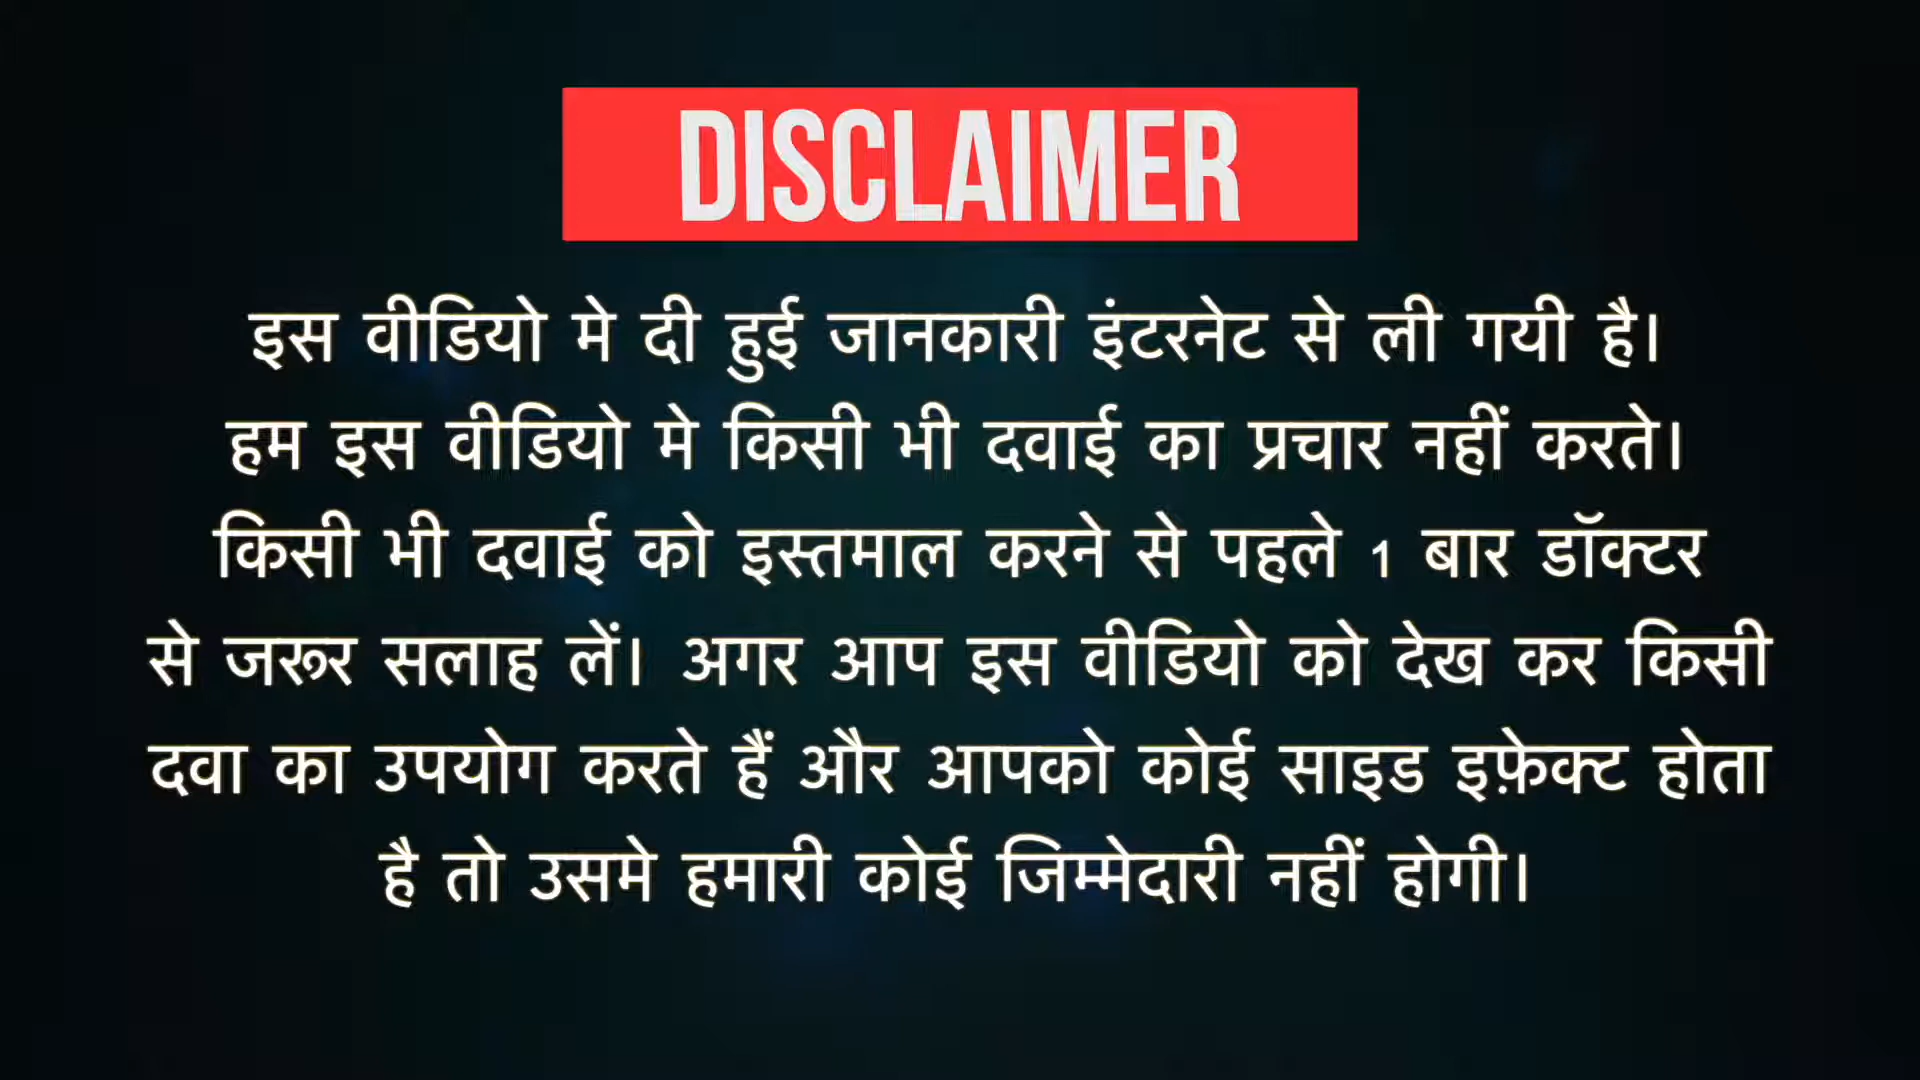 DISCLAIMER
इस वीडियो मे दी हुई जानकारी इंटरनेट से ली गयी है।
हम इस वीडियो मे किसी भी दवाई का प्रचार नहीं करते।
किसी भी दवाई को इस्तमाल करने से पहले 1 बार डॉक्टर
से जरूर सलाह लें। अगर आप इस वीडियो को देख कर किसी
दवा का उपयोग करते हैं और आपको कोई साइड इफ़ेक्ट होता
है तो उसमे हमारी कोई जिम्मेदारी नहीं होगी।